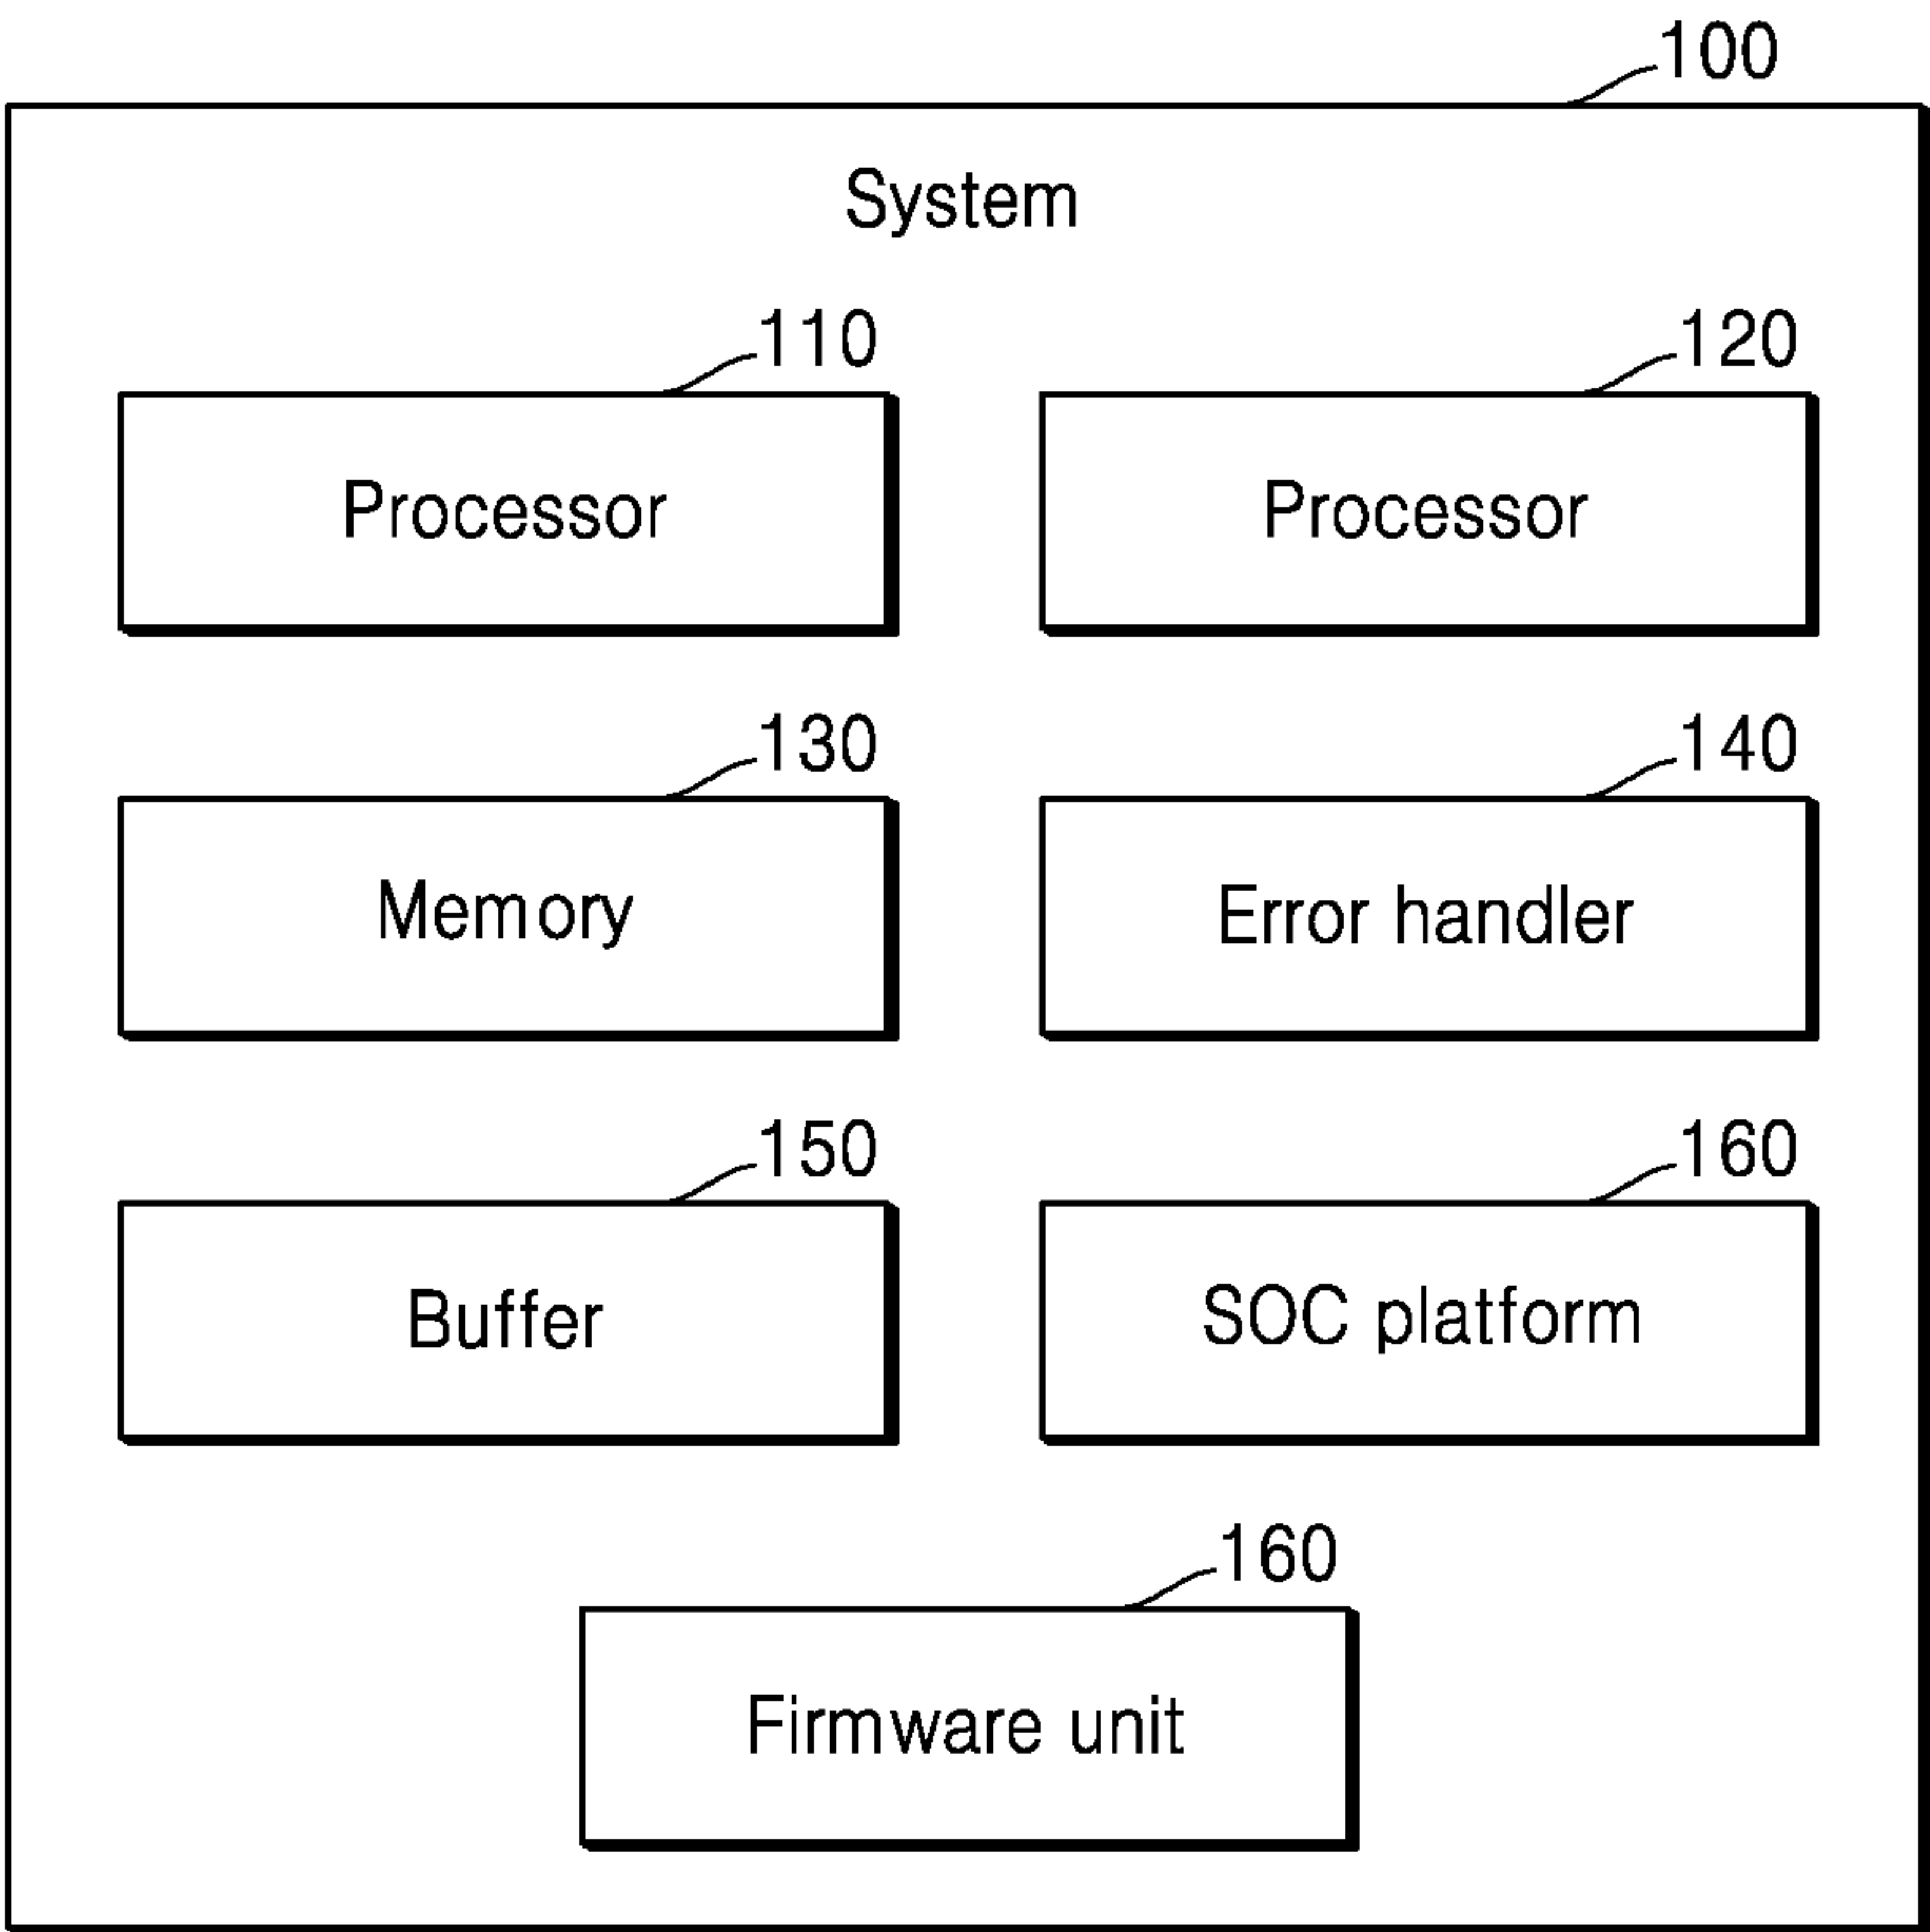 100
System
110
120
Processor
Processor
130
140
Memory
Error handler
150
160
Buffer
SOC platform
160
Firmware unit